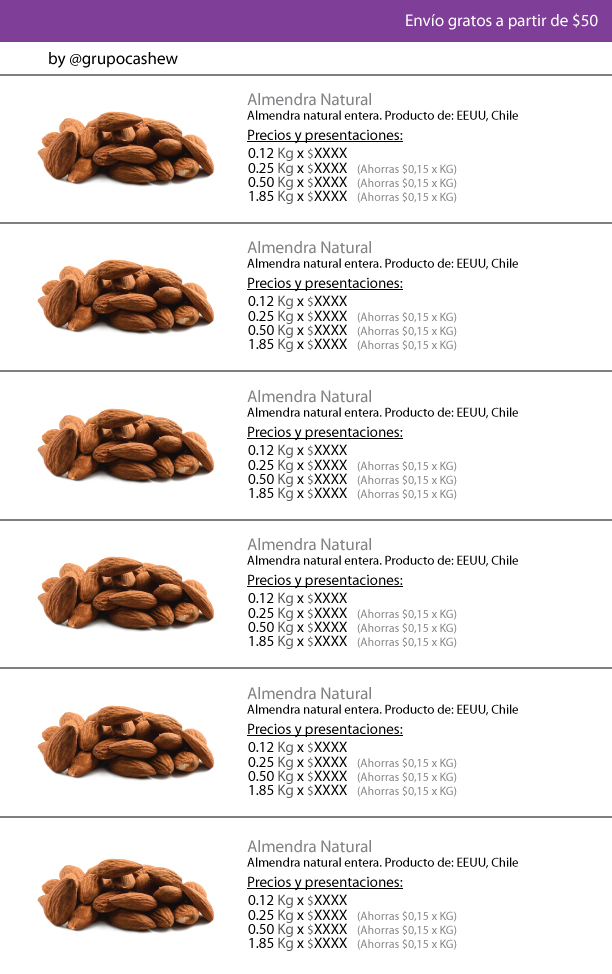 Envío gratos a partir de $50
by @grupocashew
Almendra Natural
Almendra natural entera. Producto de: EEUU, Chile
Precios y presentaciones:
0.12 Kg x $XXXX
0.25 Kg x $XXXX (Ahorras $0,15 x KG)
0.50 Kg x $XXXX (Ahorras $0,15 x KG)
1.85 Kg x $XXXX (Ahorras $0,15 x KG)
Almendra Natural
Almendra natural entera. Producto de: EEUU, Chile
Precios y presentaciones:
0.12 Kg x $XXXX
0.25 Kg x $XXXX (Ahorras $0,15 x KG)
0.50 Kg x $XXXX (Ahorras $0,15 x KG)
1.85 Kg x $XXXX (Ahorras $0,15 x KG)
Almendra Natural
Almendra natural entera. Producto de: EEUU, Chile
Precios y presentaciones:
0.12 Kg x $XXXX
0.25 Kg x $XXXX (Ahorras $0,15 x KG)
0.50 Kg x $XXXX (Ahorras $0,15 x KG)
1.85 Kg x $XXXX (Ahorras $0,15 x KG)
Almendra Natural
Almendra natural entera. Producto de: EEUU, Chile
Precios y presentaciones:
0.12 Kg x $XXXX
0.25 Kg x $XXXX (Ahorras $0,15 x KG)
0.50 Kg x $XXXX (Ahorras $0,15 x KG)
1.85 Kg x $XXXX (Ahorras $0,15 x KG)
Almendra Natural
Almendra natural entera. Producto de: EEUU, Chile
Precios y presentaciones:
0.12 Kg x $XXXX
0.25 Kg x $XXXX (Ahorras $0,15 x KG)
0.50 Kg x $XXXX (Ahorras $0,15 x KG)
1.85 Kg x $XXXX (Ahorras $0,15 x KG)
Almendra Natural
Almendra natural entera. Producto de: EEUU, Chile
Precios y presentaciones:
0.12 Kg x $XXXX
0.25 Kg x $XXXX (Ahorras $0,15 x KG)
0.50 Kg x $XXXX (Ahorras $0,15 x KG)
1.85 Kg x $XXXX (Ahorras $0,15 x KG)